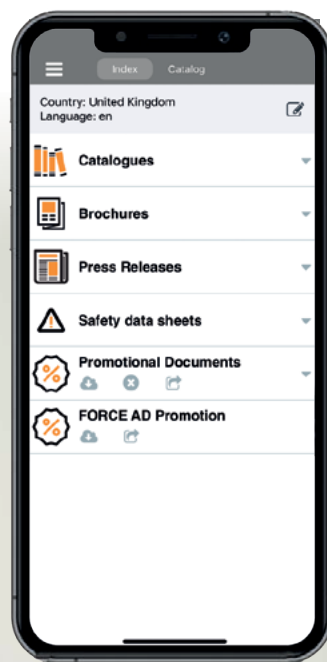 Index Catalog
Country: United Kingdom
Language: en
Catalogues
Brochures
Press Releases
Safety data sheets
Promotional Documents
FORCE AD Promotion